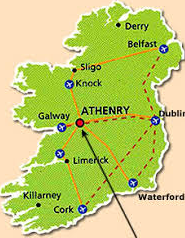 Derry
Belfast
Sligo
Knock
ATHENRY
Galway
Dublin
Limerick
Waterford
Killarney
Cork